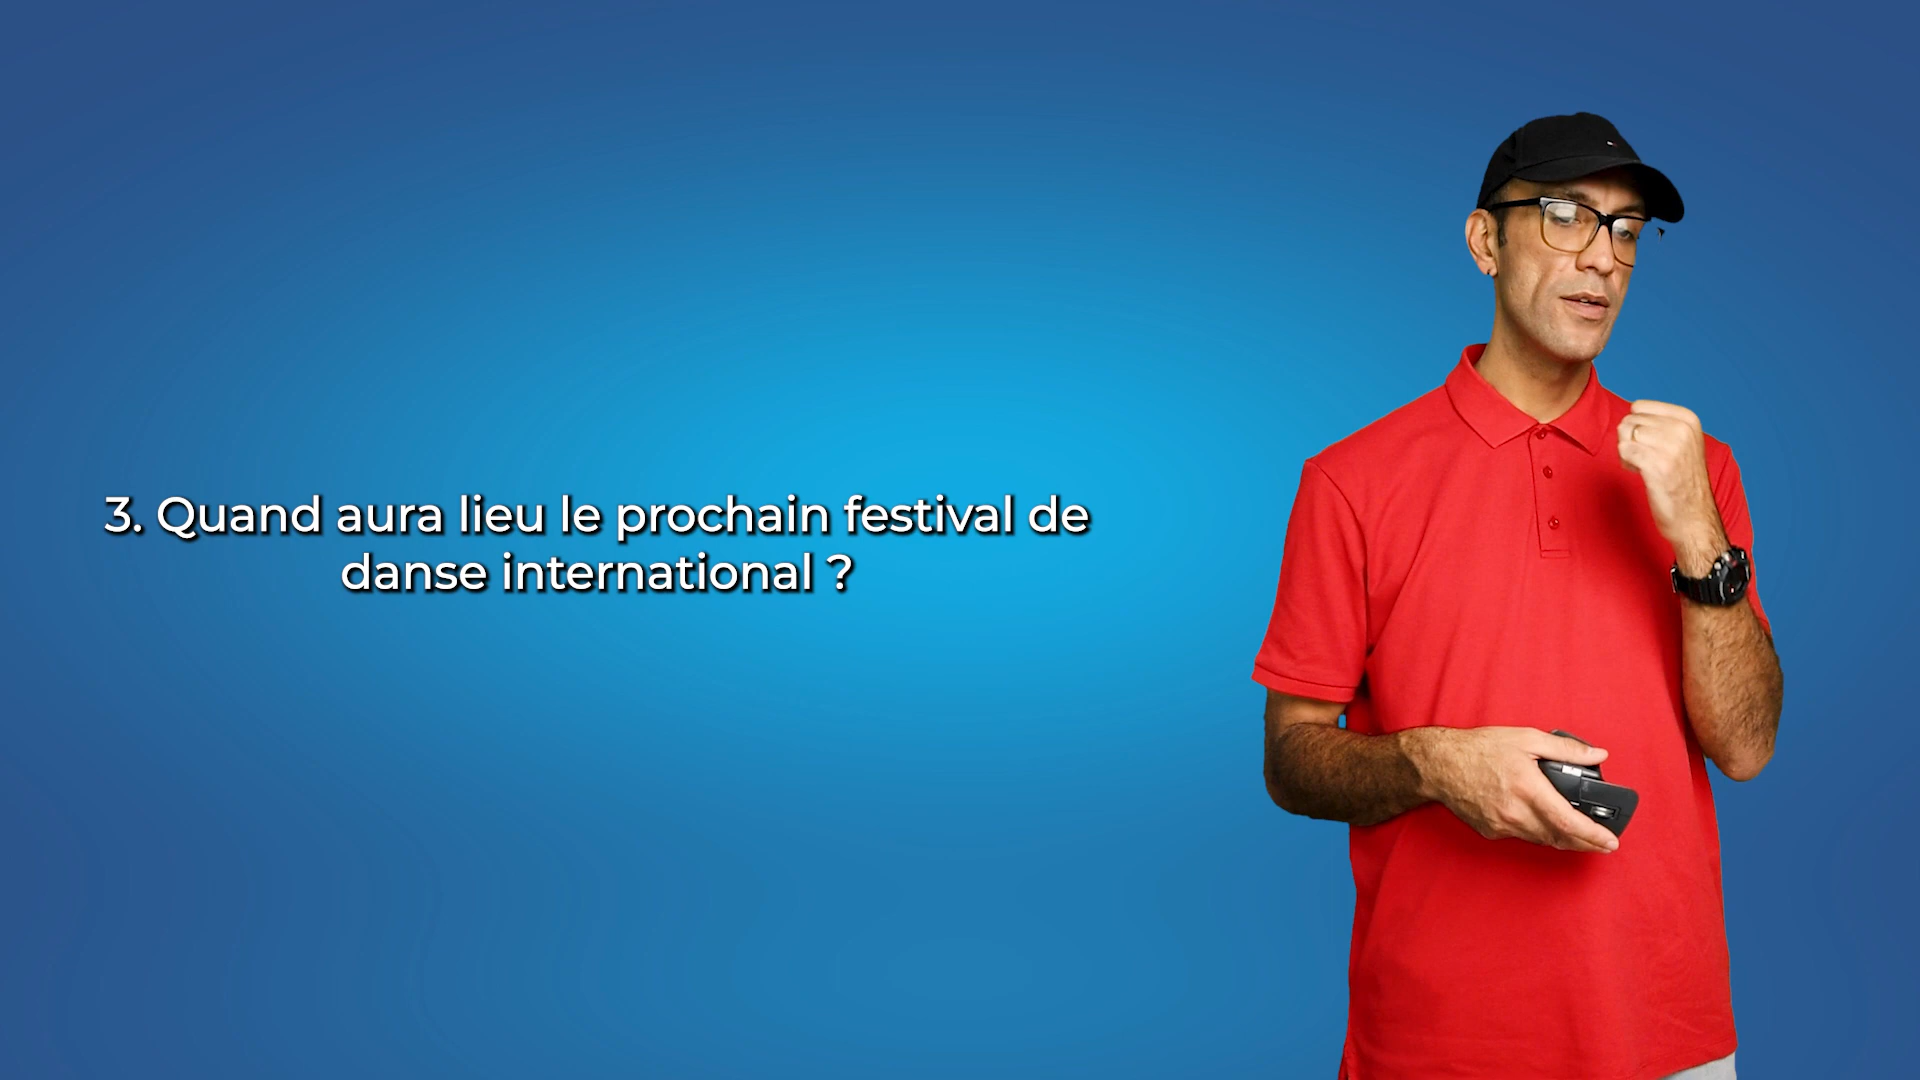 3. Quand aura lieu le prochain festival de
danse international ?